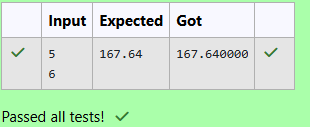 Input Expected Got
5 167.64 167.640000
6
Passed all tests!